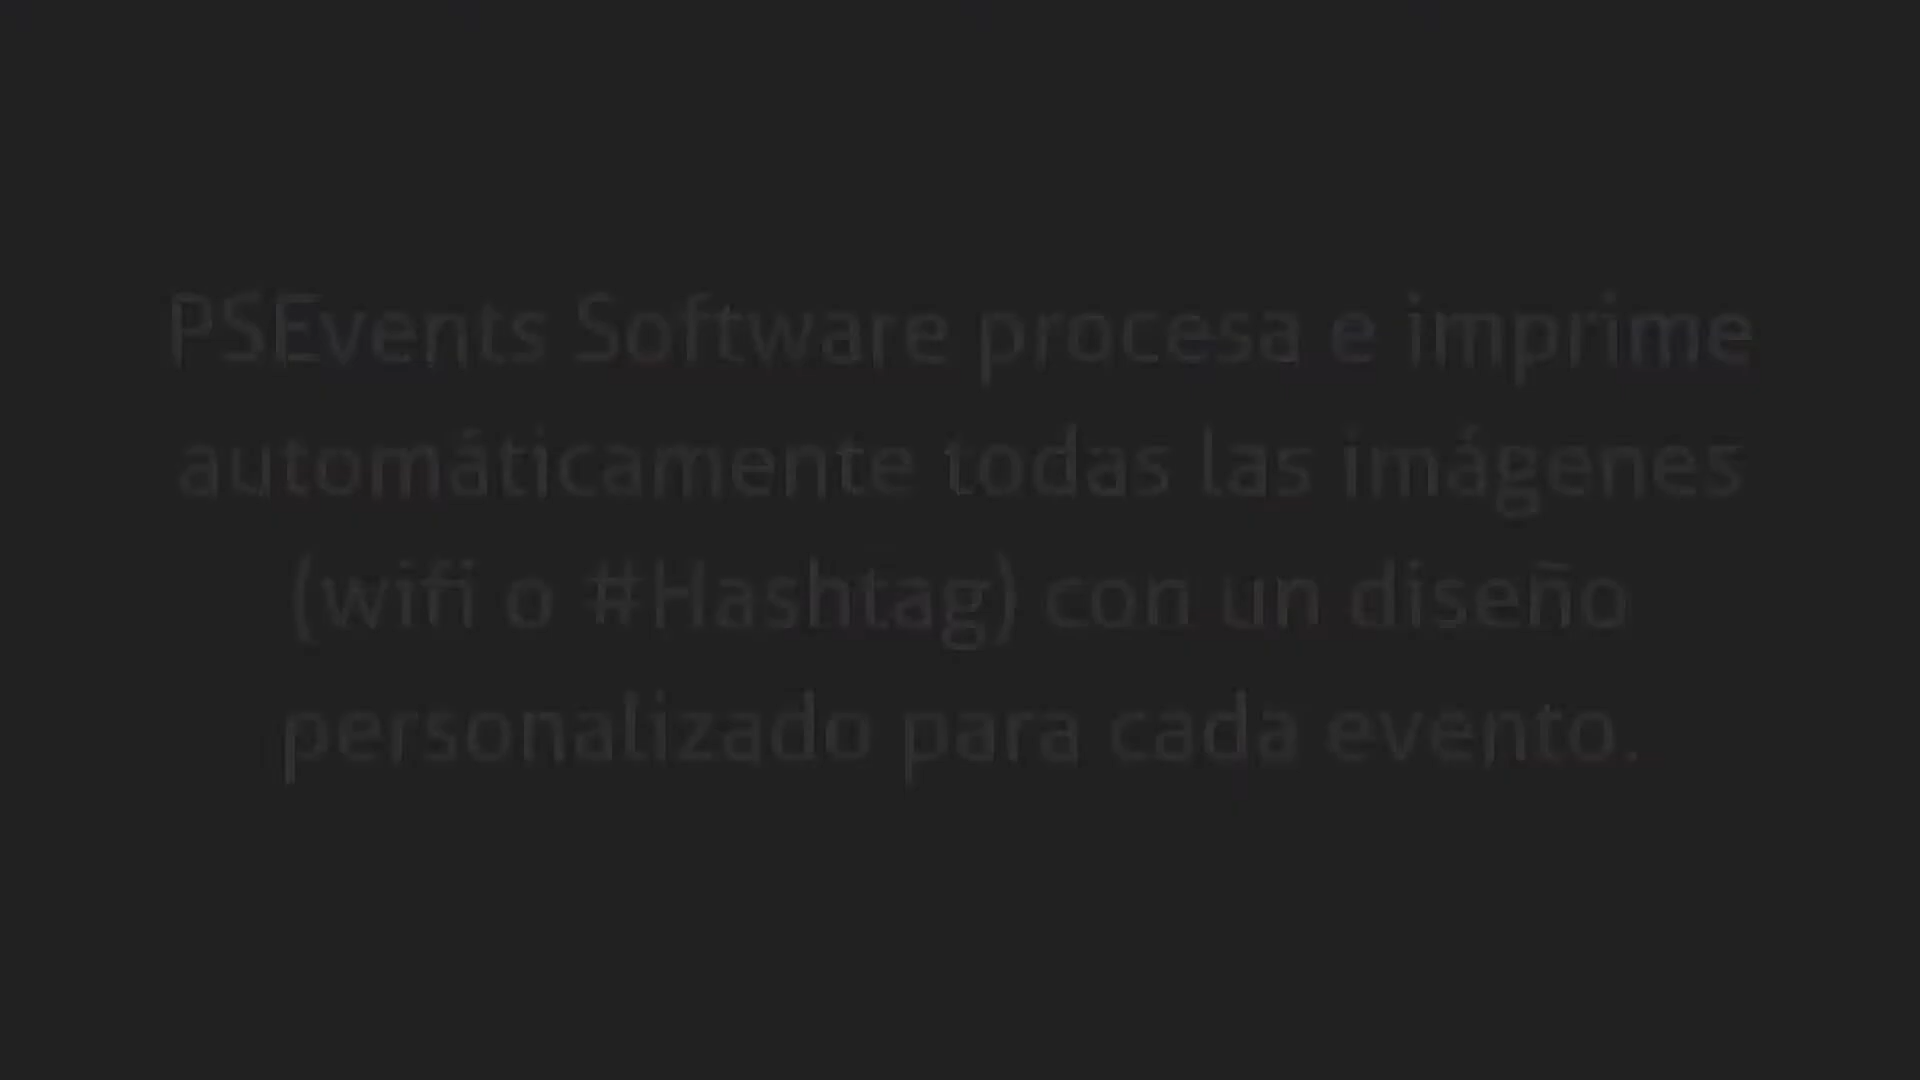 PSEvents Software procesa e imprime
automáticamente todas las imágenes
(wifi o #Hashtag) con un diseño
personalizado para cada evento.